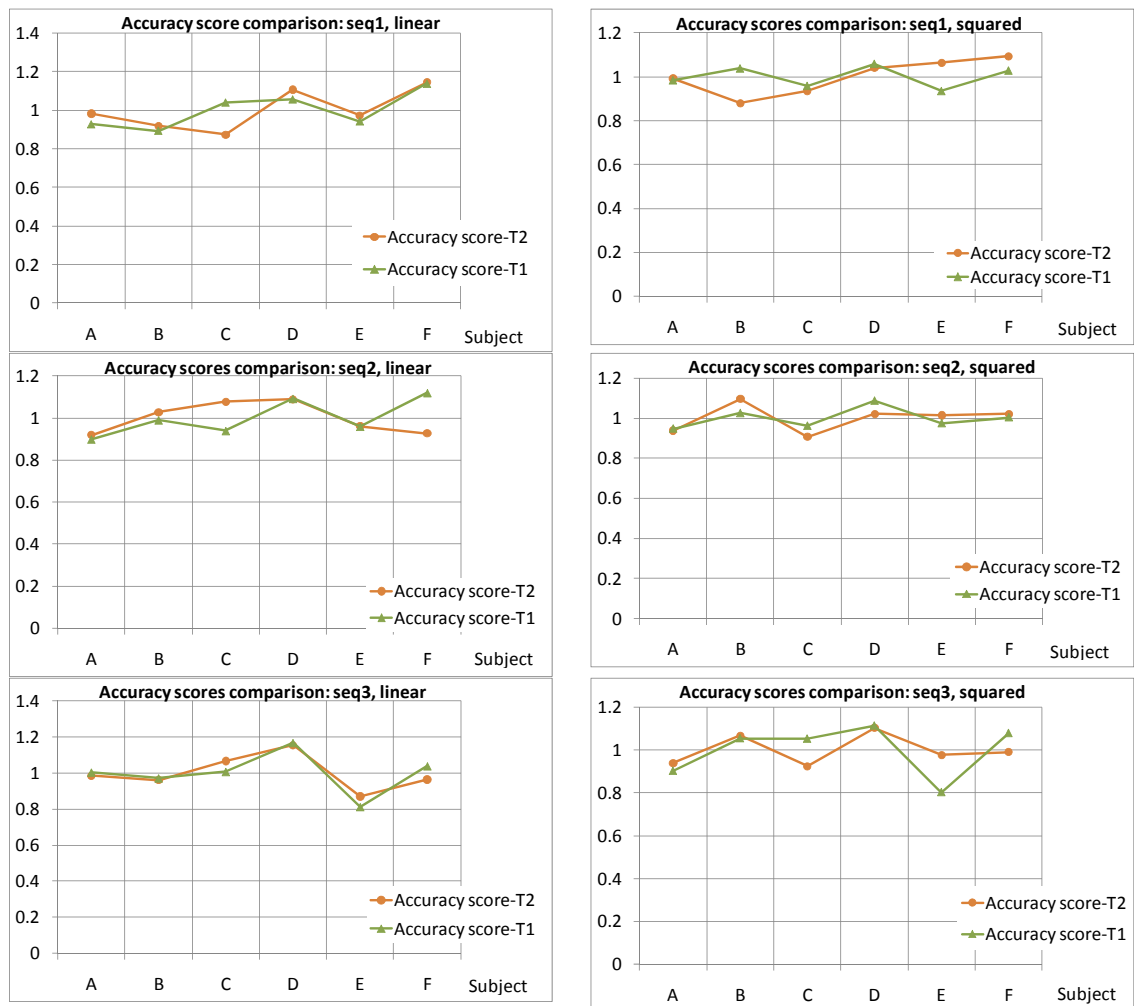 Accuracy score comparison: seq1, linear
1.4
1.2
1
0.8
0.6
0.4
0.2
0
Accuracy score-T2
Accuracy score-T1
A B C D E F Subject
Accuracy scores comparison: seq1, squared
1.2
1
0.8
0.6
0.4
0.2
0
Accuracy score-T2
Accuracy score-T1
A B C D E F Subject
Accuracy scores comparison: seq2, linear
1.2
1
0.8
0.6
0.4
0.2
0
Accuracy score-T2
Accuracy score-T1
A B C D E F Subject
Accuracy scores comparison: seq2, squared
1.2
1
0.8
0.6
0.4
0.2
0
Accuracy score-T2
Accuracy score-T1
A B C D E F Subject
Accuracy scores comparison: seq3, linear
1.4
1.2
1
0.8
0.6
0.4
0.2
0
Accuracy score-T2
Accuracy score-T1
A B C D E F Subject
Accuracy scores comparison: seq3, squared
1.2
1
0.8
0.6
0.4
0.2
0
Accuracy score-T2
Accuracy score-T1
A B C D E F Subject